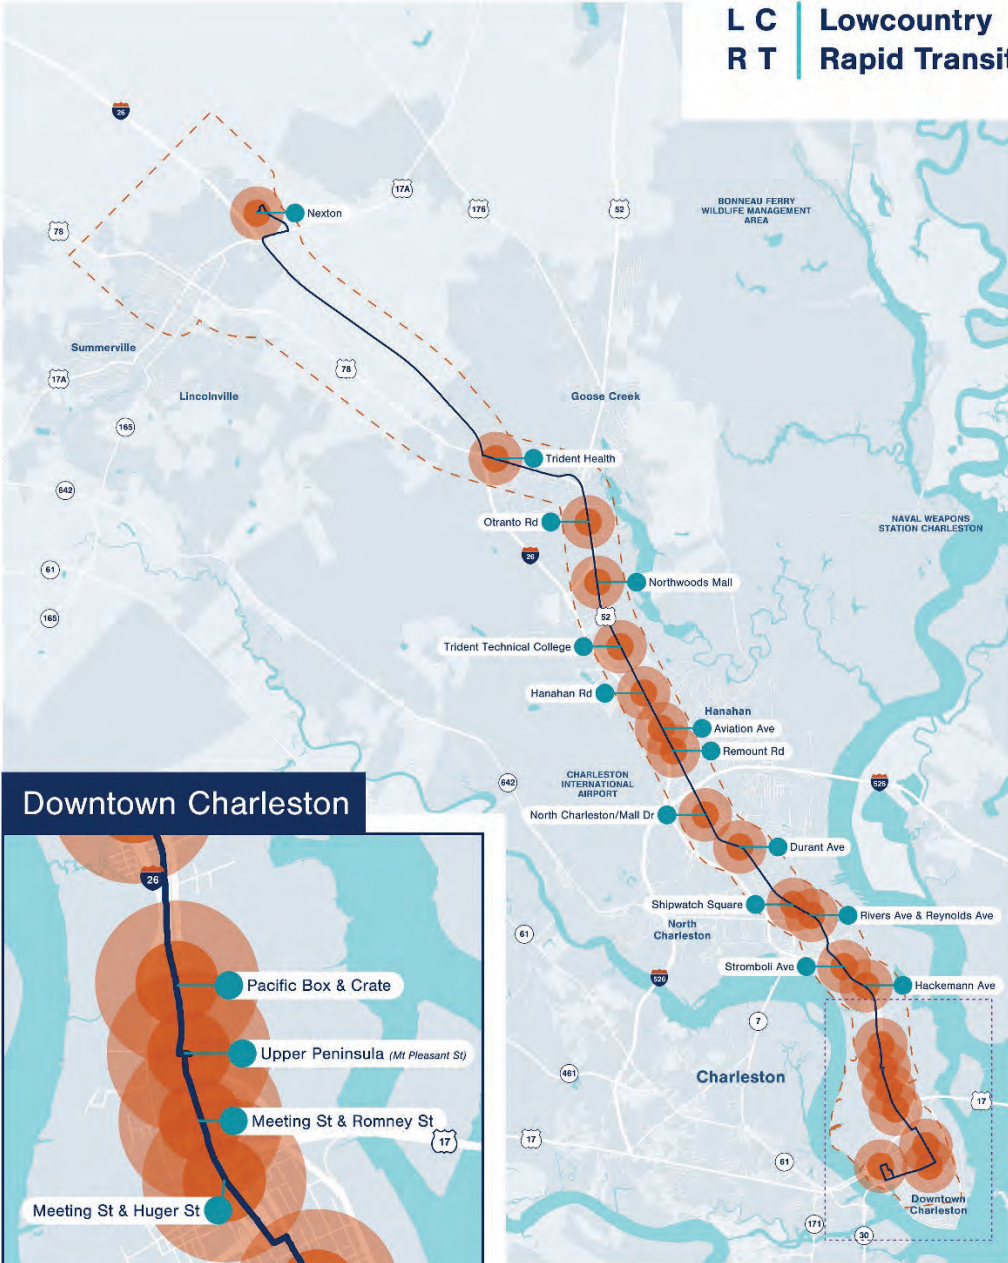 L C
R T
Lowcountry
Rapid Transit
26
Nexton
17A
176
52
78
BONNEAU FERRY
WILDLIFE MANAGEMENT
AREA
Summerville
17A
78
Lincolnville
Goose Creek
165
Trident Health
642
Otranto Rd
NAVAL WEAPONS
STATION CHARLESTON
26
61
Northwoods Mall
165
52
Trident Technical College
Hanahan Rd
Hanahan
Aviation Ave
Remount Rd
CHARLESTON
INTERNATIONAL
AIRPORT
642
526
North Charleston/Mall Dr
Durant Ave
Shipwatch Square
Rivers Ave & Reynolds Ave
North
Charleston
61
Stromboli Ave
526
Hackemann Ave
7
461
Charleston
17
17
61
Downtown
Charleston
171
30
Downtown Charleston
26
Pacific Box & Crate
Upper Peninsula (Mt Pleasant St)
Meeting St & Romney St
17
Meeting St & Huger St